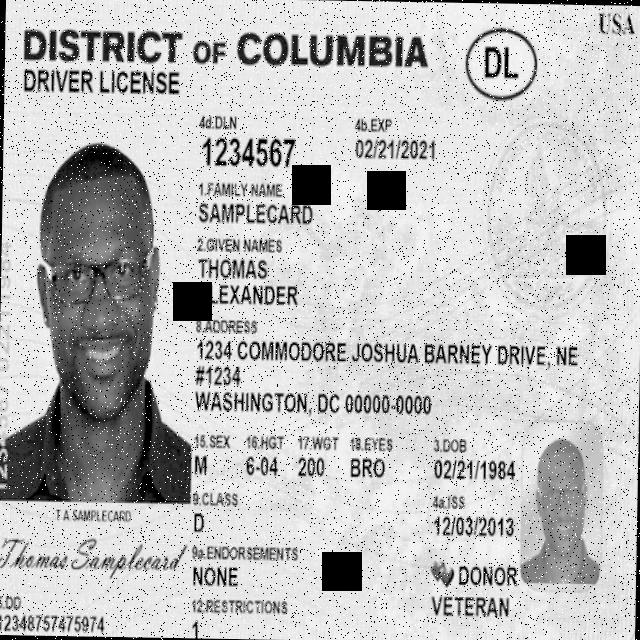 USA
DISTRICT OF COLUMBIA
DL
DRIVER LICENSE
4d.DLN
4b.EXP
1234567
02/21/2021
1.FAMILY NAME
SAMPLECARD
2.GIVEN NAMES
THOMAS
LEXANDER
8.ADDRESS
1234 COMMODORE JOSHUA BARNEY DRIVE, NE
#1234
WASHINGTON, DC 00000-0000
15.SEX 16.HGT 17.WGT 18.EYES 3.DOB
M 6-04 200 BRO 02/21/1984
9.CLASS 4a.ISS
D 12/03/2013
T A SAMPLECARD
Thomas Samplecard
9a.ENDORSEMENTS
NONE
DONOR
5.DD
12348757475974
12.RESTRICTIONS
1
VETERAN